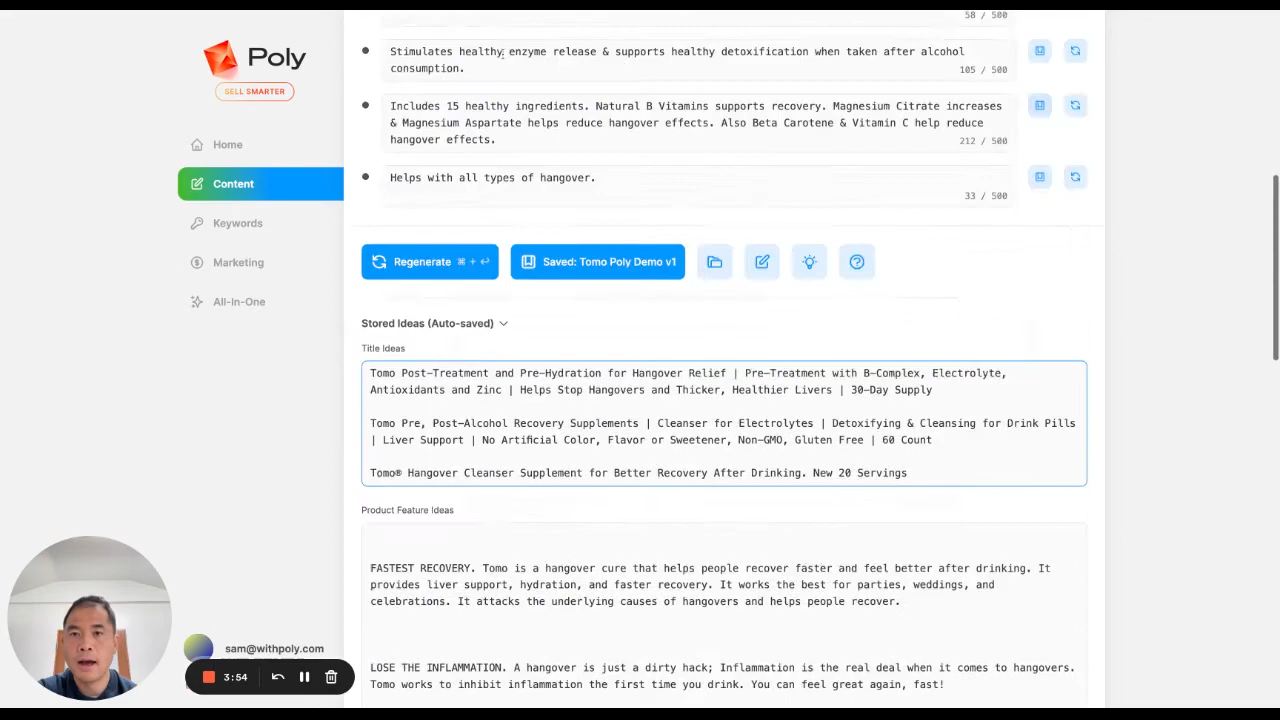 58 / 500
Poly
SELL SMARTER
Home
Content
Keywords
Marketing
All-In-One
Stimulates healthy enzyme release & supports healthy detoxification when taken after alcohol
consumption.
105 / 500
Includes 15 healthy ingredients. Natural B Vitamins supports recovery. Magnesium Citrate increases
& Magnesium Aspartate helps reduce hangover effects. Also Beta Carotene & Vitamin C help reduce
hangover effects.
212 / 500
Helps with all types of hangover.
33 / 500
Regenerate ⌘ + ↩
Saved: Tomo Poly Demo v1
Stored Ideas (Auto-saved)
Title Ideas
Tomo Post-Treatment and Pre-Hydration for Hangover Relief | Pre-Treatment with B-Complex, Electrolyte,
Antioxidants and Zinc | Helps Stop Hangovers and Thicker, Healthier Livers | 30-Day Supply
Tomo Pre, Post-Alcohol Recovery Supplements | Cleanser for Electrolytes | Detoxifying & Cleansing for Drink Pills
| Liver Support | No Artificial Color, Flavor or Sweetener, Non-GMO, Gluten Free | 60 Count
Tomo® Hangover Cleanser Supplement for Better Recovery After Drinking. New 20 Servings
Product Feature Ideas
FASTEST RECOVERY. Tomo is a hangover cure that helps people recover faster and feel better after drinking. It
provides liver support, hydration, and faster recovery. It works the best for parties, weddings, and
celebrations. It attacks the underlying causes of hangovers and helps people recover.
LOSE THE INFLAMMATION. A hangover is just a dirty hack; Inflammation is the real deal when it comes to hangovers.
Tomo works to inhibit inflammation the first time you drink. You can feel great again, fast!
sam@withpoly.com
3:54